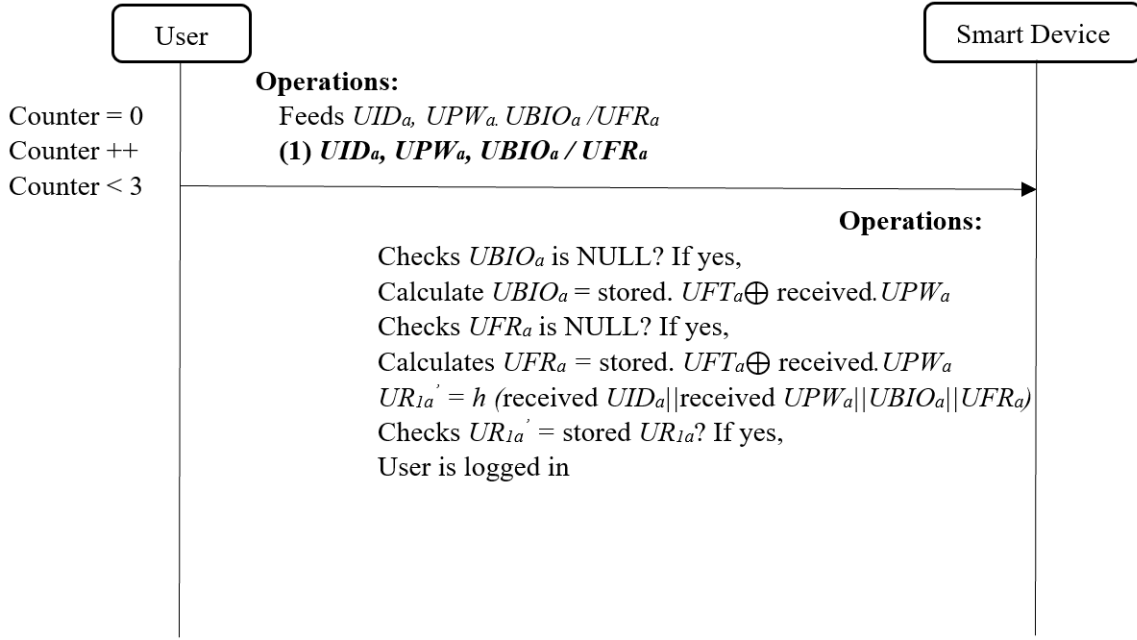 User
Smart Device
Operations:
Counter = 0
Feeds UIDₐ, UPWₐ. UBIOₐ /UFRₐ
Counter ++
(1) UIDₐ, UPWₐ, UBIOₐ / UFRₐ
Counter < 3
Operations:
Checks UBIOₐ is NULL? If yes,
Calculate UBIOₐ = stored. UFTₐ⊕ received.UPWₐ
Checks UFRₐ is NULL? If yes,
Calculates UFRₐ = stored. UFTₐ⊕ received.UPWₐ
UR₁ₐ’ = h (received UIDₐ||received UPWₐ||UBIOₐ||UFRₐ)
Checks UR₁ₐ’ = stored UR₁ₐ? If yes,
User is logged in